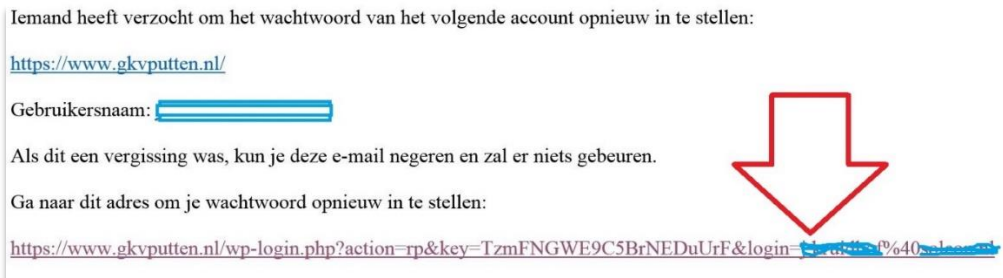 Iemand heeft verzocht om het wachtwoord van het volgende account opnieuw in te stellen:
https://www.gkvputten.nl/
Gebruikersnaam:
Als dit een vergissing was, kun je deze e-mail negeren en zal er niets gebeuren.
Ga naar dit adres om je wachtwoord opnieuw in te stellen:
https://www.gkvputten.nl/wp-login.php?action=rp&key=TzmFNGWE9C5BrNEDuUrF&login= %40